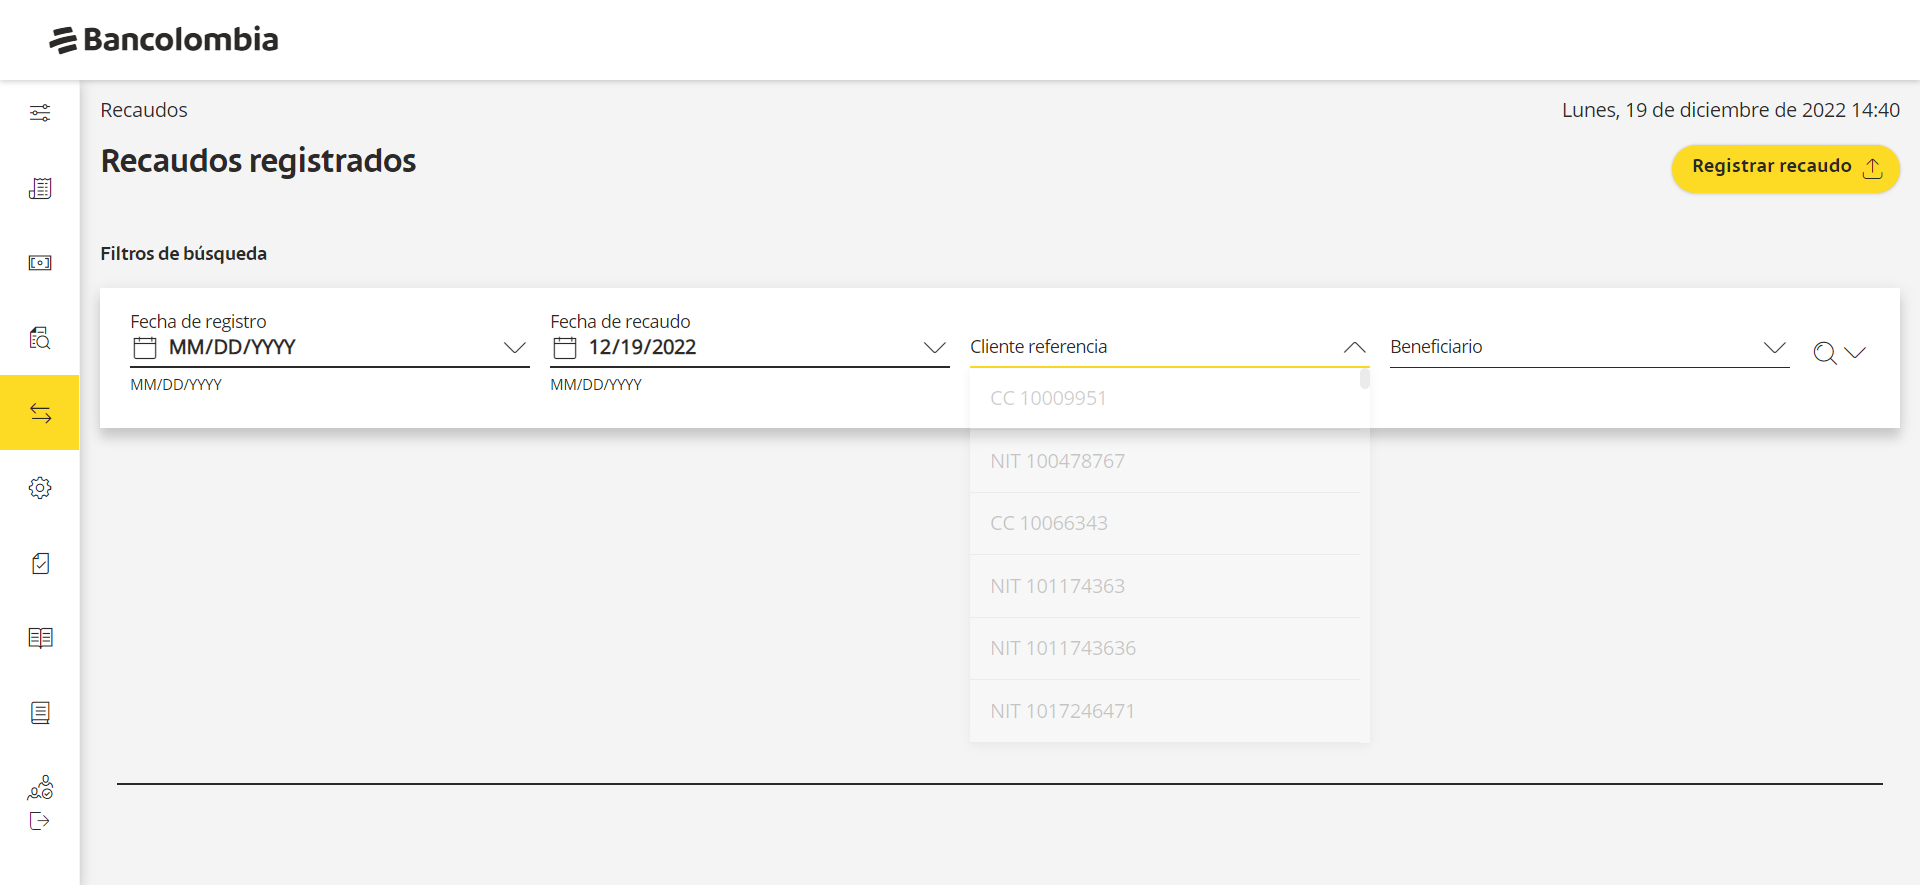 Bancolombia
Recaudos
Lunes, 19 de diciembre de 2022 14:40
Recaudos registrados
Registrar recaudo
Filtros de búsqueda
Fecha de registro
MM/DD/YYYY
MM/DD/YYYY
Fecha de recaudo
12/19/2022
MM/DD/YYYY
Cliente referencia
Beneficiario
CC 10009951
NIT 100478767
CC 10066343
NIT 101174363
NIT 1011743636
NIT 1017246471